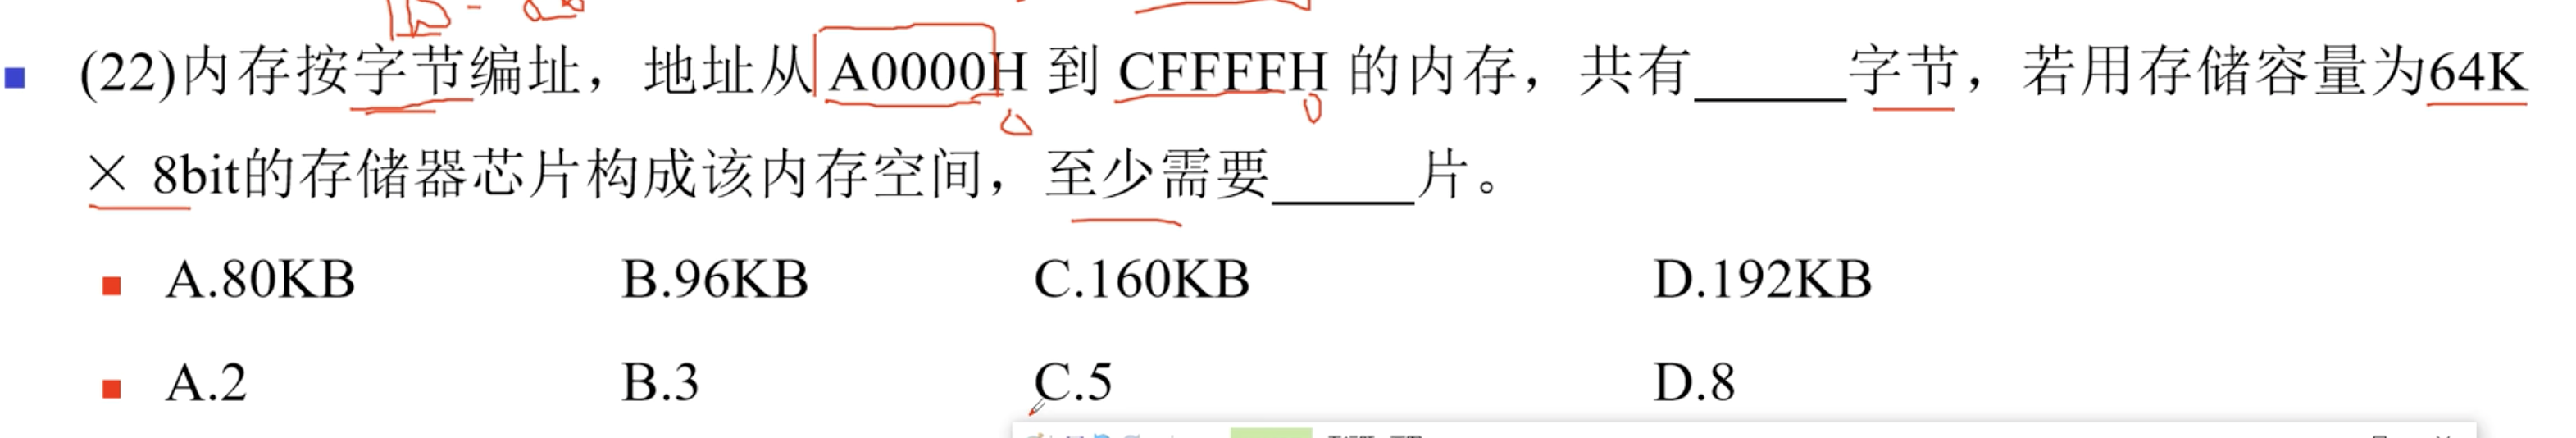 (22)内存按字节编址，地址从 A0000H 到 CFFFFH 的内存，共有_____字节，若用存储容量为64K
× 8bit的存储器芯片构成该内存空间，至少需要_____片。
A.80KB B.96KB C.160KB D.192KB
A.2 B.3 C.5 D.8